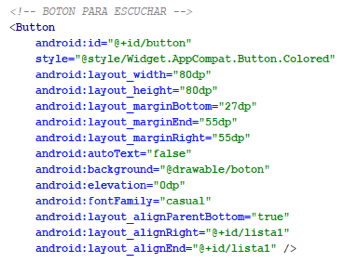 <!-- BOTON PARA ESCUCHAR -->
<Button
android:id="@+id/button"
style="@style/Widget.AppCompat.Button.Colored"
android:layout_width="80dp"
android:layout_height="80dp"
android:layout_marginBottom="27dp"
android:layout_marginEnd="55dp"
android:layout_marginRight="55dp"
android:autoText="false"
android:background="@drawable/boton"
android:elevation="0dp"
android:fontFamily="casual"
android:layout_alignParentBottom="true"
android:layout_alignRight="@+id/lista1"
android:layout_alignEnd="@+id/lista1" />